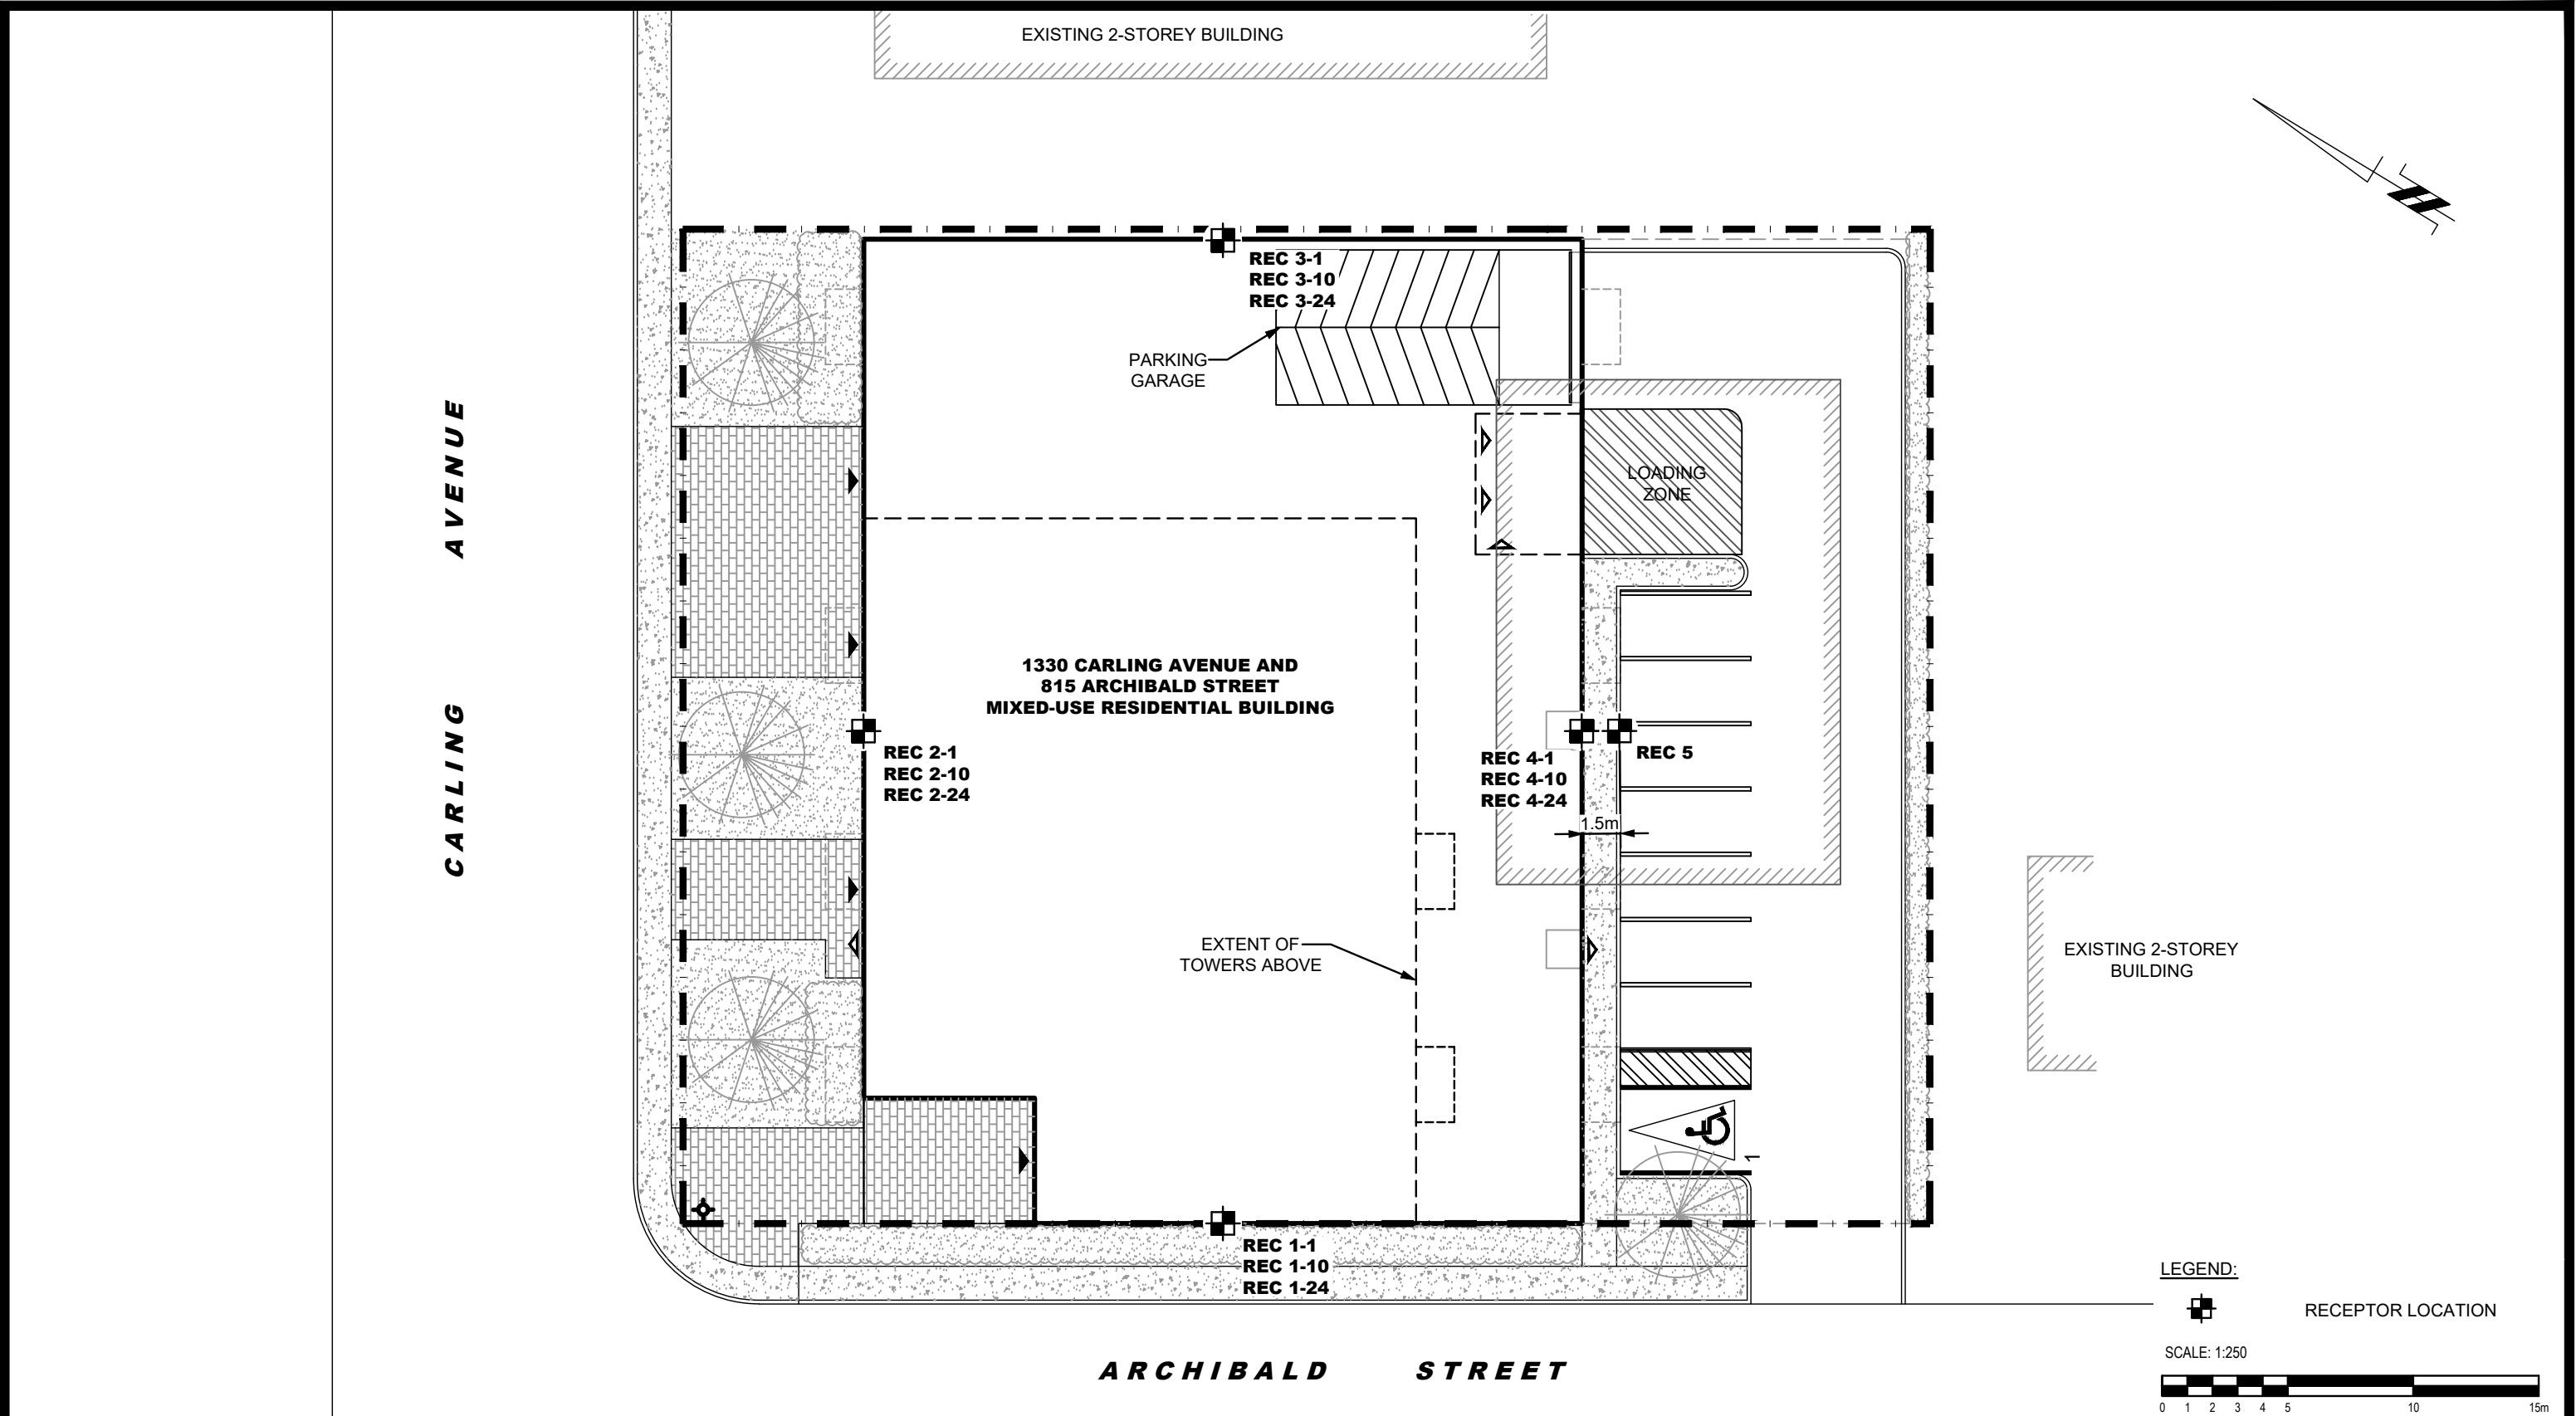 EXISTING 2-STOREY BUILDING
REC 3-1
REC 3-10
REC 3-24
PARKING
GARAGE
CARLING AVENUE
LOADING
ZONE
1330 CARLING AVENUE AND
815 ARCHIBALD STREET
MIXED-USE RESIDENTIAL BUILDING
REC 2-1
REC 2-10
REC 2-24
REC 4-1
REC 4-10
REC 4-24
REC 5
1.5m
EXTENT OF
TOWERS ABOVE
EXISTING 2-STOREY
BUILDING
1
REC 1-1
REC 1-10
REC 1-24
ARCHIBALD STREET
LEGEND:
RECEPTOR LOCATION
SCALE: 1:250
0 1 2 3 4 5 10 15m